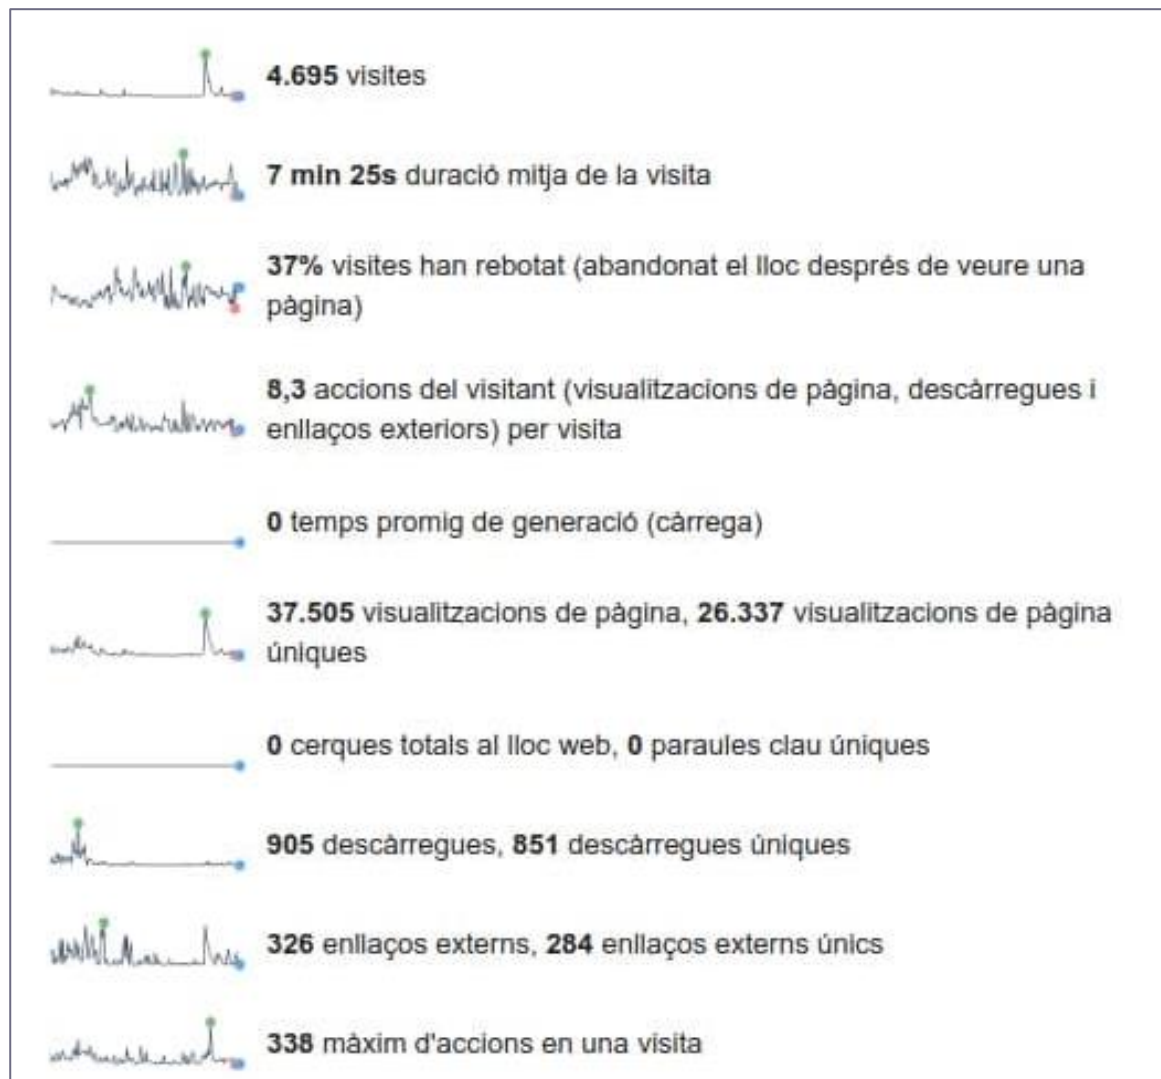 4.695 visites
7 min 25s duració mitja de la visita
37% visites han rebotat (abandonat el lloc després de veure una
pàgina)
8,3 accions del visitant (visualitzacions de pàgina, descàrregues i
enllaços exteriors) per visita
0 temps promig de generació (càrrega)
37.505 visualitzacions de pàgina, 26.337 visualitzacions de pàgina
úniques
0 cerques totals al lloc web, 0 paraules clau úniques
905 descàrregues, 851 descàrregues úniques
326 enllaços externs, 284 enllaços externs únics
338 màxim d'accions en una visita